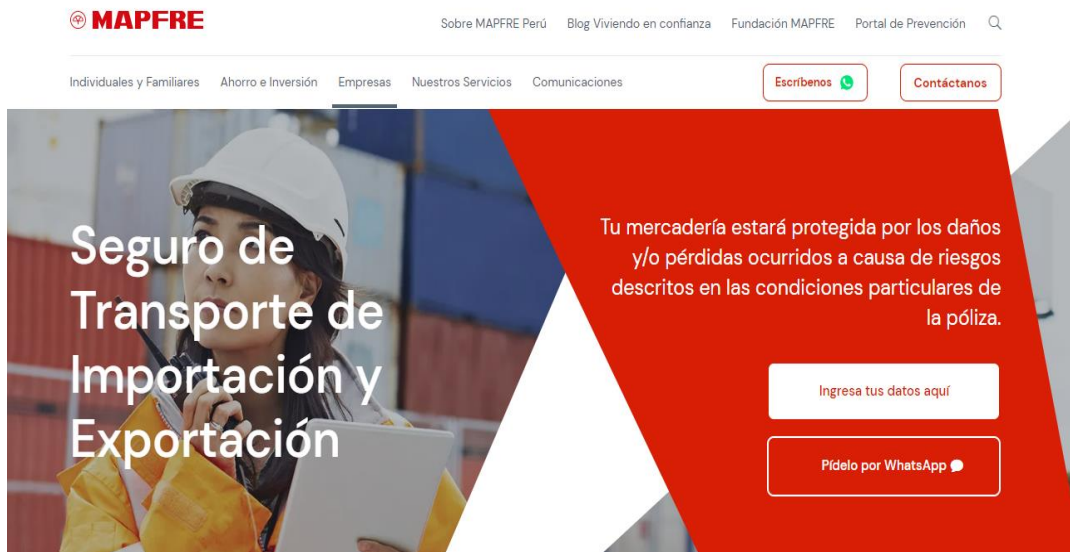 MAPFRE
Sobre MAPFRE Perú Blog Viviendo en confianza Fundación MAPFRE Portal de Prevención
Individuales y Familiares Ahorro e Inversión Empresas Nuestros Servicios Comunicaciones Escríbenos Contáctanos
Seguro de
Transporte de
Importación y
Exportación
Tu mercadería estará protegida por los daños
y/o pérdidas ocurridos a causa de riesgos
descritos en las condiciones particulares de
la póliza.
Ingresa tus datos aquí
Pídelo por WhatsApp